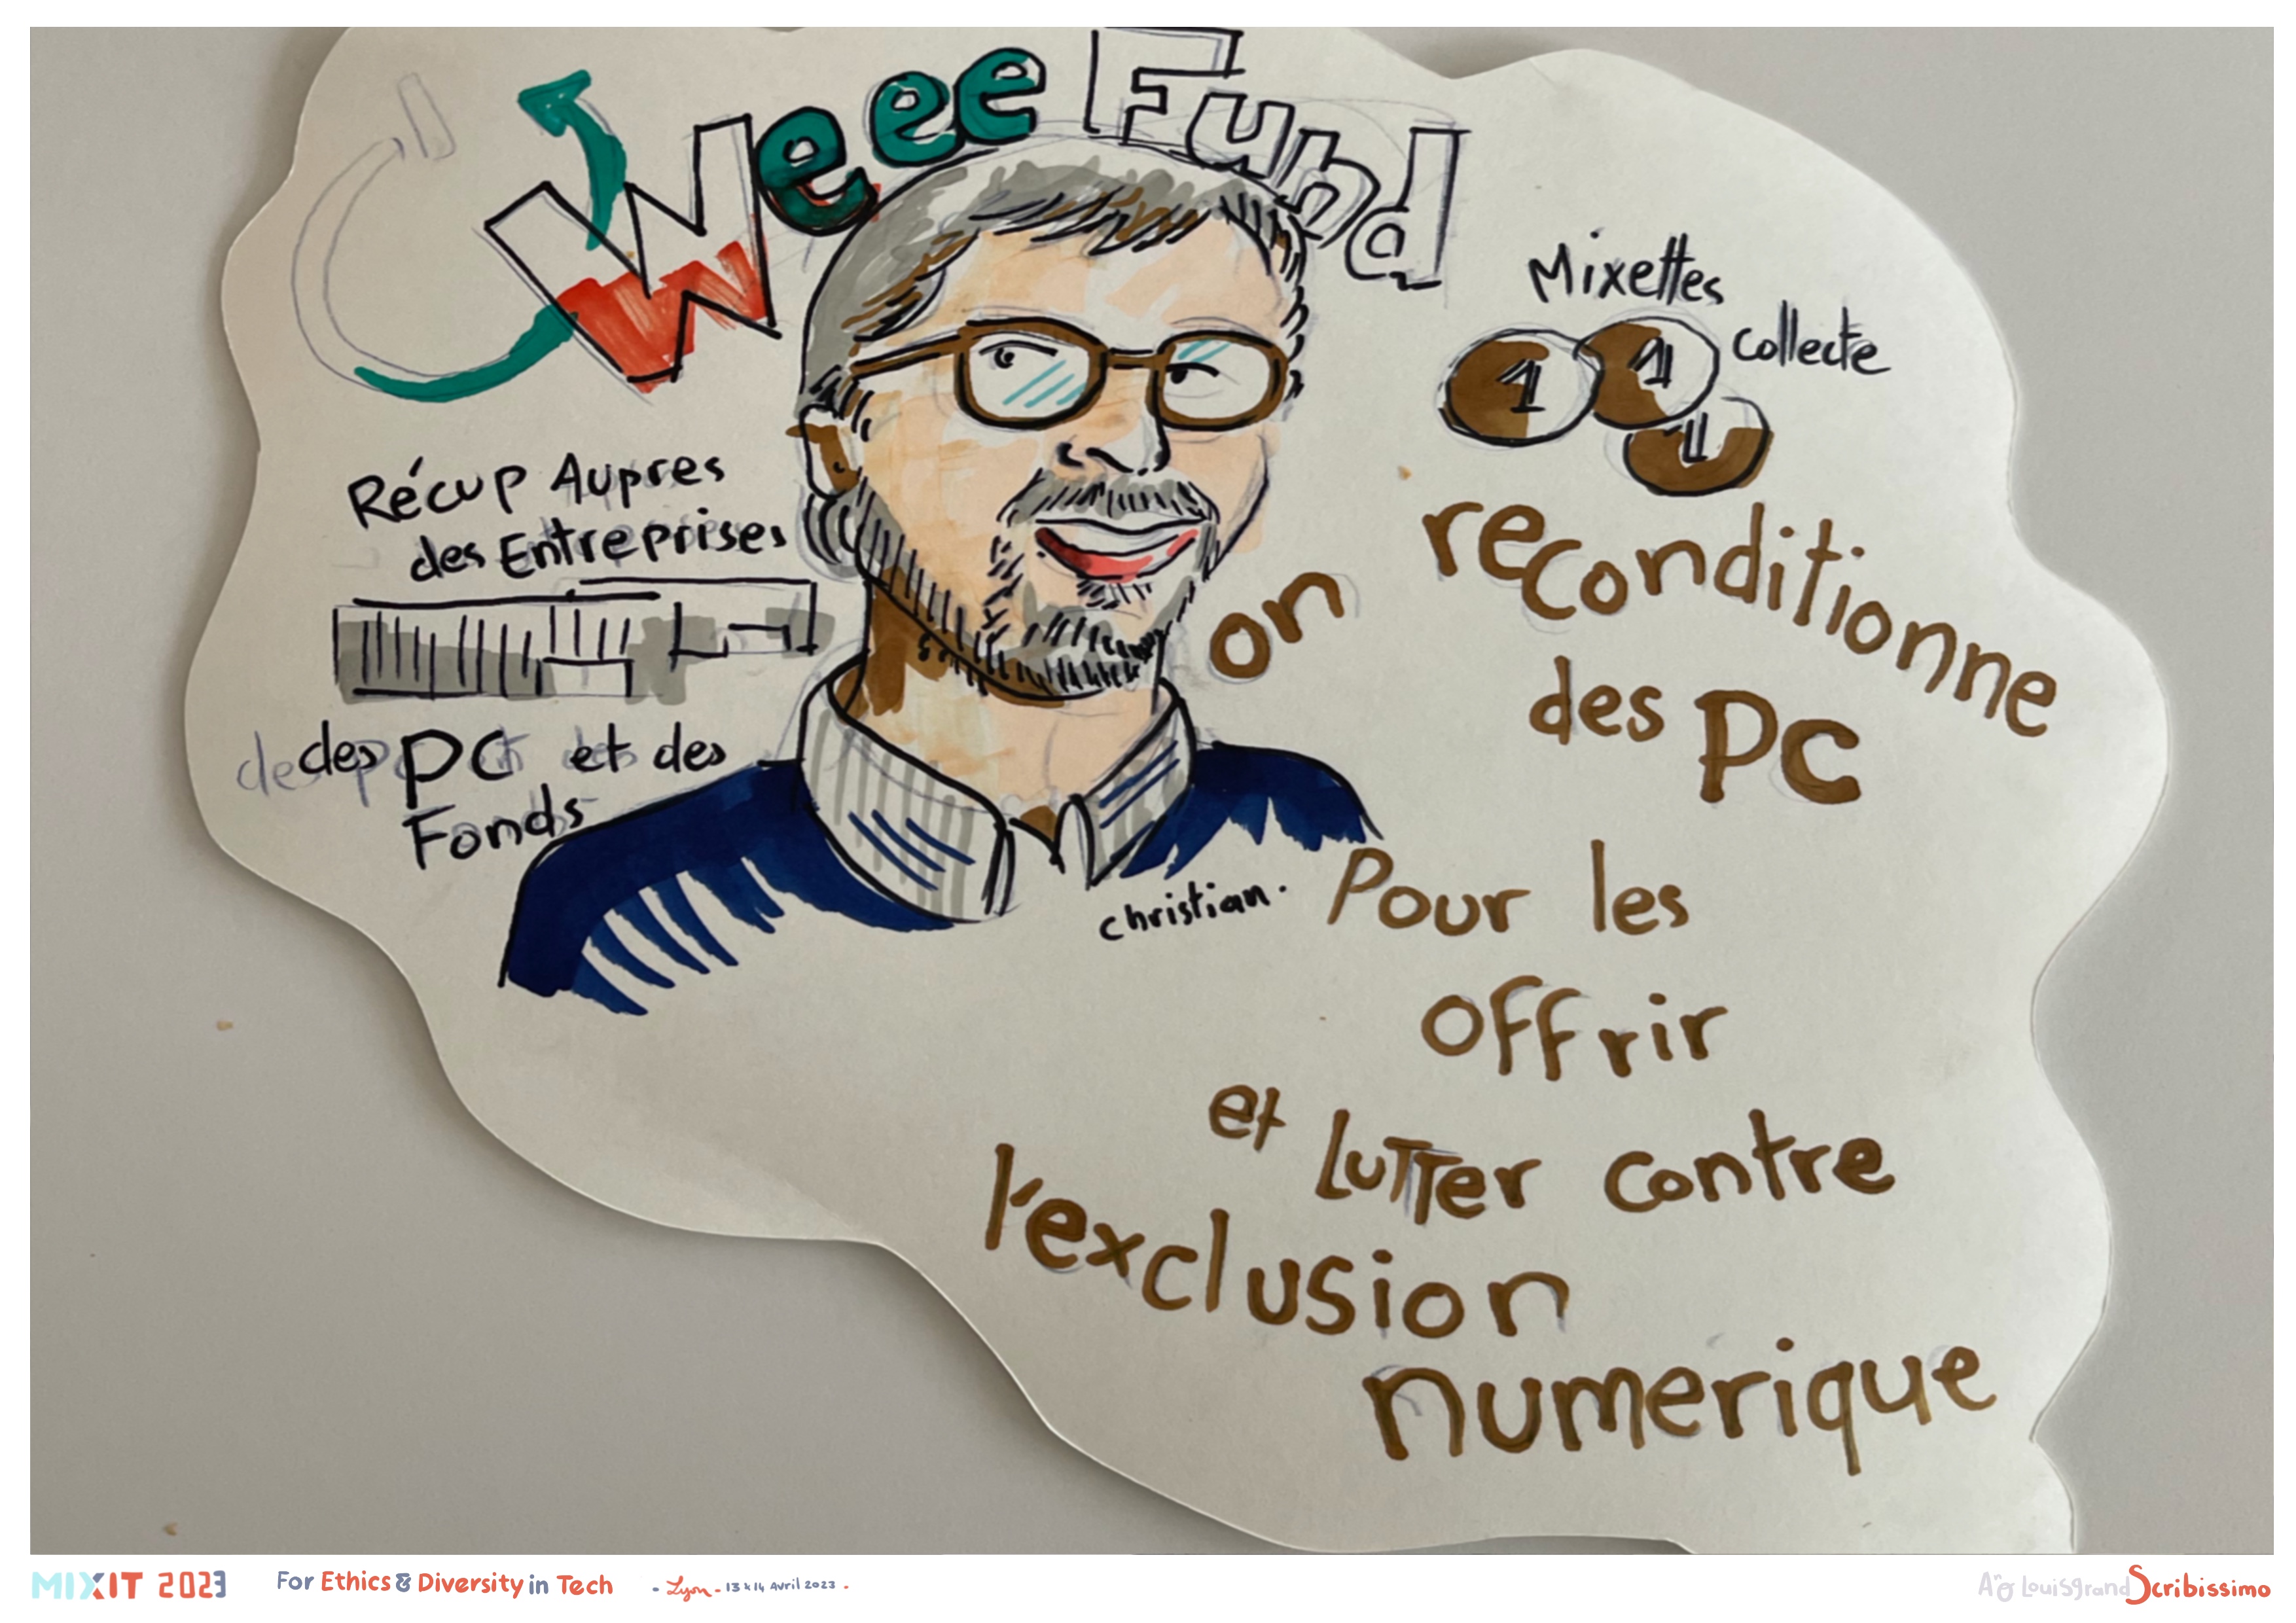 Weee Fund
Mixettes
collecte
1 1
1
Récup Aupres
des Entreprises
des PC et des
Fonds
christian.
on reconditionne
des PC
Pour les
offrir
et lutter contre
l'exclusion
numerique
MIXIT 2023 For Ethics & Diversity in Tech - Lyon - 13 & 14 Avril 2023 -
Louisgrand Scribissimo